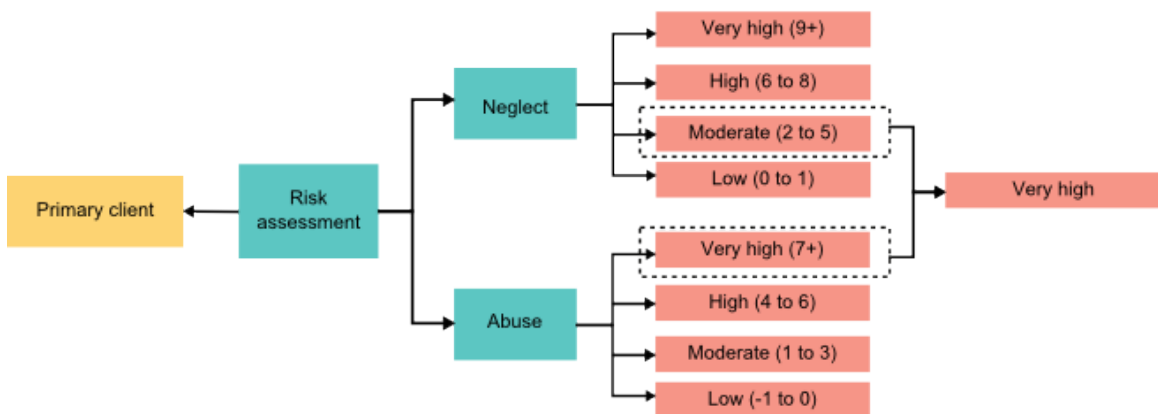 Primary client
Risk
assessment
Neglect
Very high (9+)
High (6 to 8)
Moderate (2 to 5)
Low (0 to 1)
Abuse
Very high (7+)
High (4 to 6)
Moderate (1 to 3)
Low (-1 to 0)
Very high